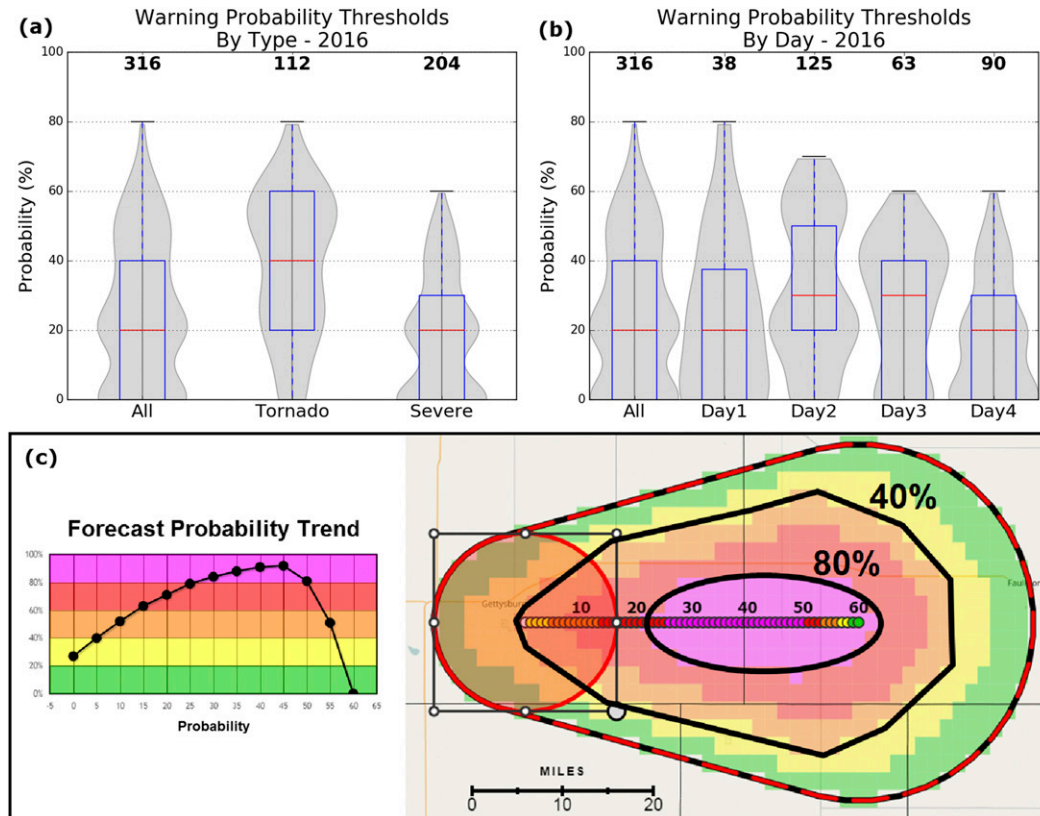 (a)
Warning Probability Thresholds
By Type - 2016
316 112 204
100
80
60
40
20
0
Probability (%)
All Tornado Severe
(b)
Warning Probability Thresholds
By Day - 2016
316 38 125 63 90
100
80
60
40
20
0
Probability (%)
All Day1 Day2 Day3 Day4
(c)
Forecast Probability Trend
100%
80%
60%
40%
20%
0%
-5 0 5 10 15 20 25 30 35 40 45 50 55 60 65
Probability
40%
80%
Gettysburg
10 20 30 40 50 60
MILES
0 10 20